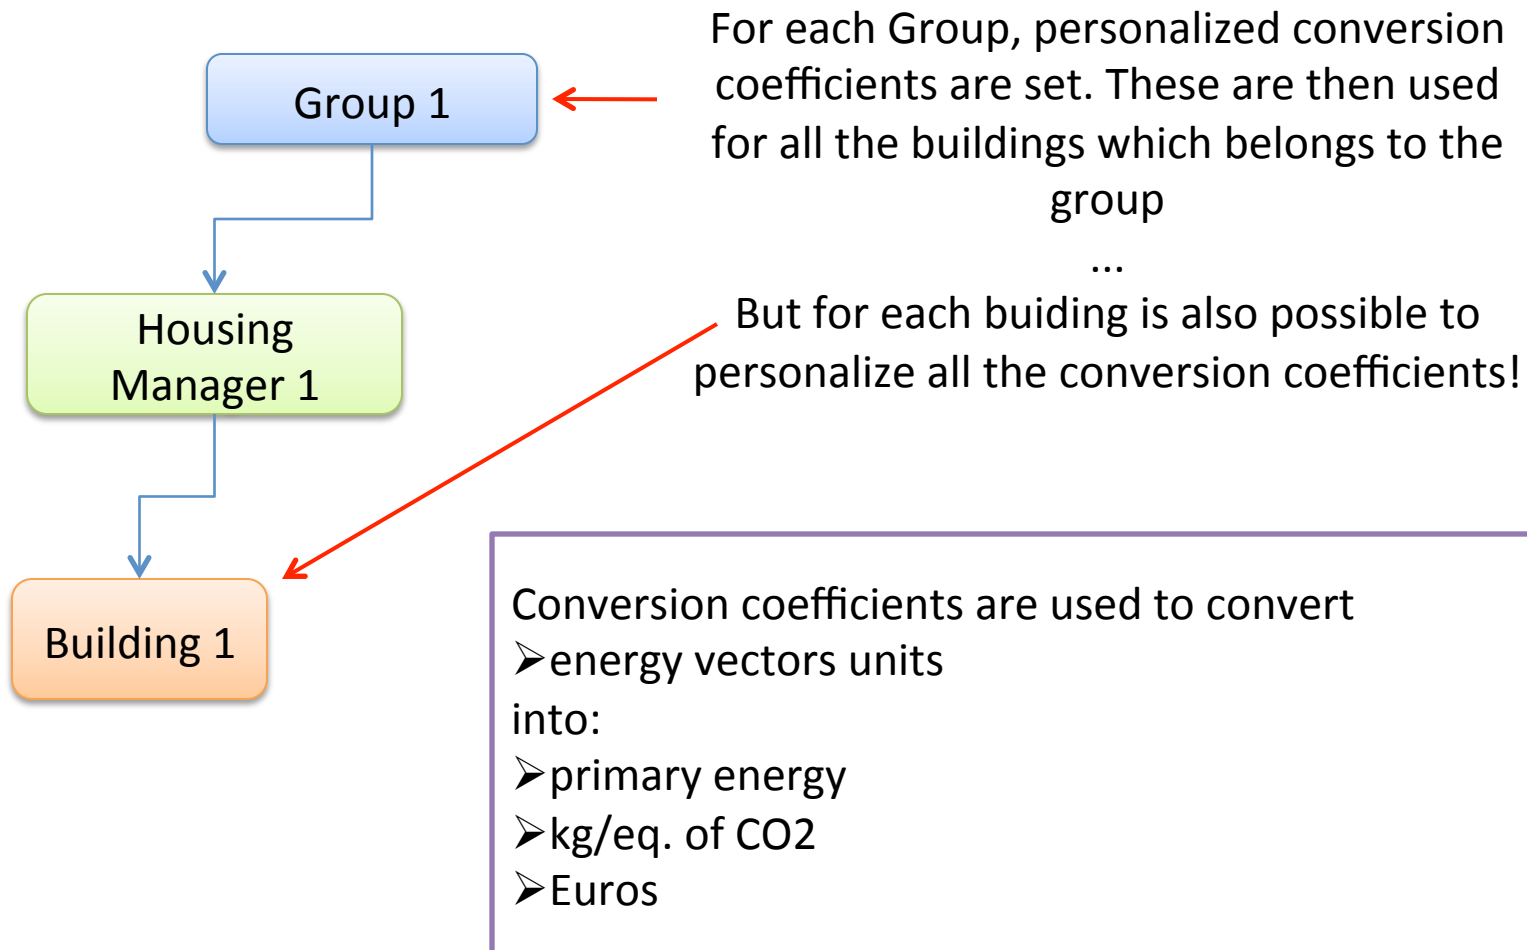 Group 1
For each Group, personalized conversion
coefficients are set. These are then used
for all the buildings which belongs to the
group
...
But for each buiding is also possible to
personalize all the conversion coefficients!
Housing
Manager 1
Building 1
Conversion coefficients are used to convert
➢energy vectors units
into:
➢primary energy
➢kg/eq. of CO2
➢Euros